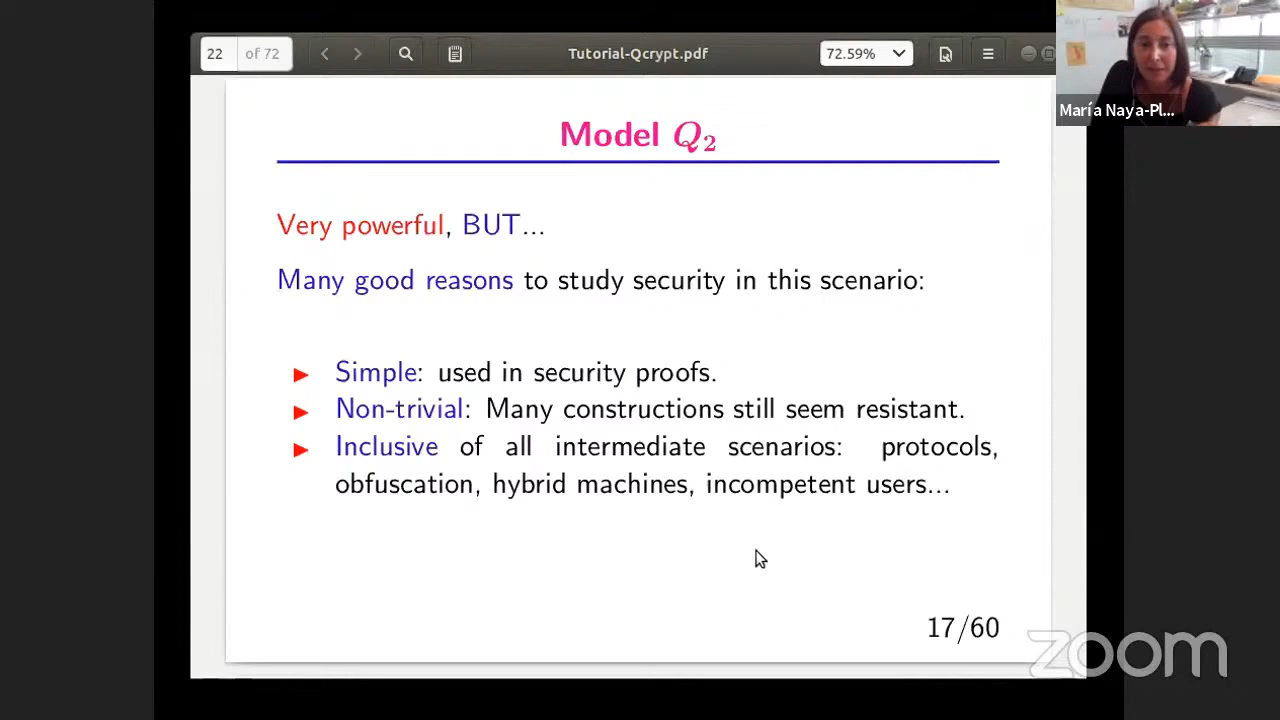 22 of 72
Tutorial-Qcrypt.pdf
72.59%
María Naya-Pl...
Model Q₂
Very powerful, BUT...
Many good reasons to study security in this scenario:
► Simple: used in security proofs.
► Non-trivial: Many constructions still seem resistant.
► Inclusive of all intermediate scenarios: protocols,
obfuscation, hybrid machines, incompetent users...
17/60
zoom